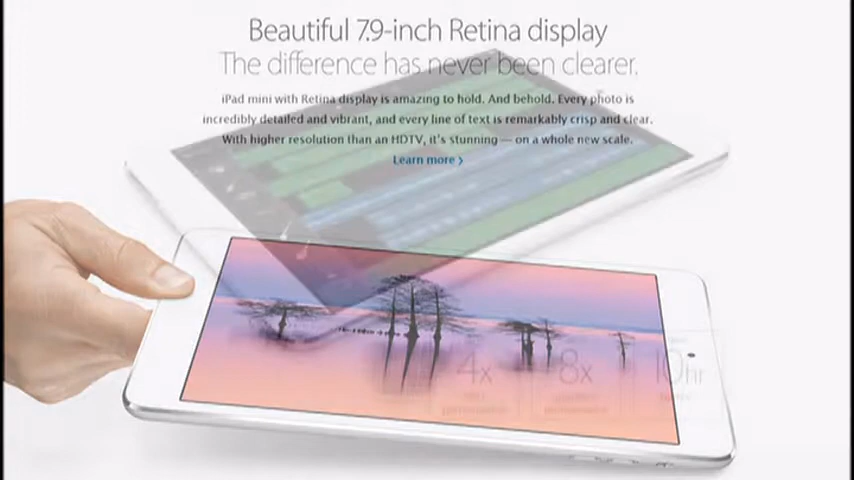 Beautiful 7.9-inch Retina display
The difference has never been clearer.
iPad mini with Retina display is amazing to hold. And behold. Every photo is
incredibly detailed and vibrant, and every line of text is remarkably crisp and clear.
With higher resolution than an HDTV, it's stunning — on a whole new scale.
Learn more ›
4x 8x 10hr